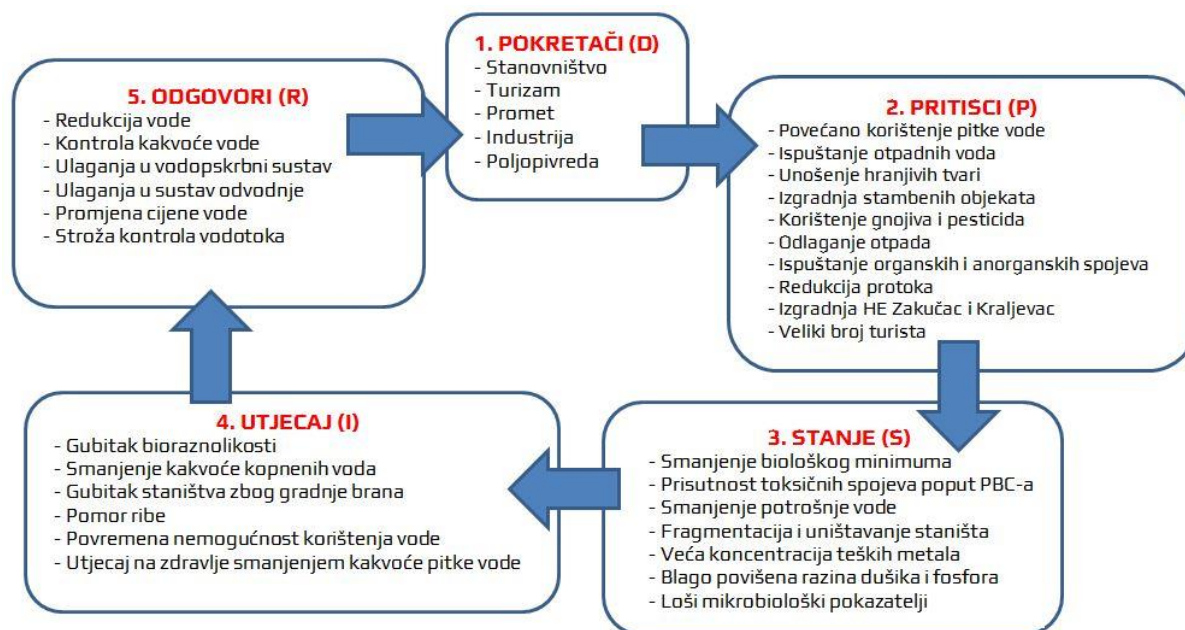 1. POKRETAČI (D)
- Stanovništvo
- Turizam
- Promet
- Industrija
- Poljopivreda
2. PRITISCI (P)
- Povećano korištenje pitke vode
- Ispuštanje otpadnih voda
- Unošenje hranjivih tvari
- Izgradnja stambenih objekata
- Korištenje gnojiva i pesticida
- Odlaganje otpada
- Ispuštanje organskih i anorganskih spojeva
- Redukcija protoka
- Izgradnja HE Zakučac i Kraljevac
- Veliki broj turista
3. STANJE (S)
- Smanjenje biološkog minimuma
- Prisutnost toksičnih spojeva poput PBC-a
- Smanjenje potrošnje vode
- Fragmentacija i uništavanje staništa
- Veća koncentracija teških metala
- Blago povišena razina dušika i fosfora
- Loši mikrobiološki pokazatelji
4. UTJECAJ (I)
- Gubitak bioraznolikosti
- Smanjenje kakvoće kopnenih voda
- Gubitak staništva zbog gradnje brana
- Pomor ribe
- Povremena nemogućnost korištenja vode
- Utjecaj na zdravlje smanjenjem kakvoće pitke vode
5. ODGOVORI (R)
- Redukcija vode
- Kontrola kakvoće vode
- Ulaganja u vodopskrbni sustav
- Ulaganja u sustav odvodnje
- Promjena cijene vode
- Stroža kontrola vodotoka